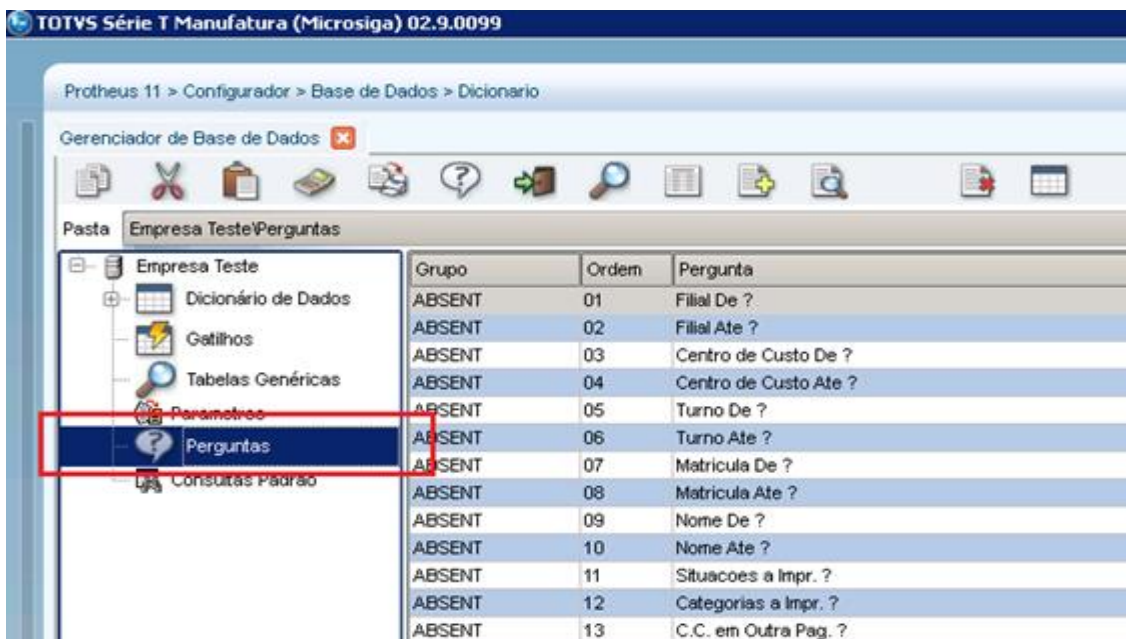 TOTVS Série T Manufatura (Microsiga) 02.9.0099
Protheus 11 > Configurador > Base de Dados > Dicionario
Gerenciador de Base de Dados
Pasta Empresa Teste\Perguntas
Empresa Teste
Dicionário de Dados
Gatilhos
Tabelas Genéricas
Parametros
Perguntas
Consultas Padrao
Grupo Ordem Pergunta
ABSENT 01 Filial De ?
ABSENT 02 Filial Ate ?
ABSENT 03 Centro de Custo De ?
ABSENT 04 Centro de Custo Ate ?
ABSENT 05 Turno De ?
ABSENT 06 Turno Ate ?
ABSENT 07 Matricula De ?
ABSENT 08 Matricula Ate ?
ABSENT 09 Nome De ?
ABSENT 10 Nome Ate ?
ABSENT 11 Situacoes a Impr. ?
ABSENT 12 Categorias a Impr. ?
ABSENT 13 C.C. em Outra Pag. ?